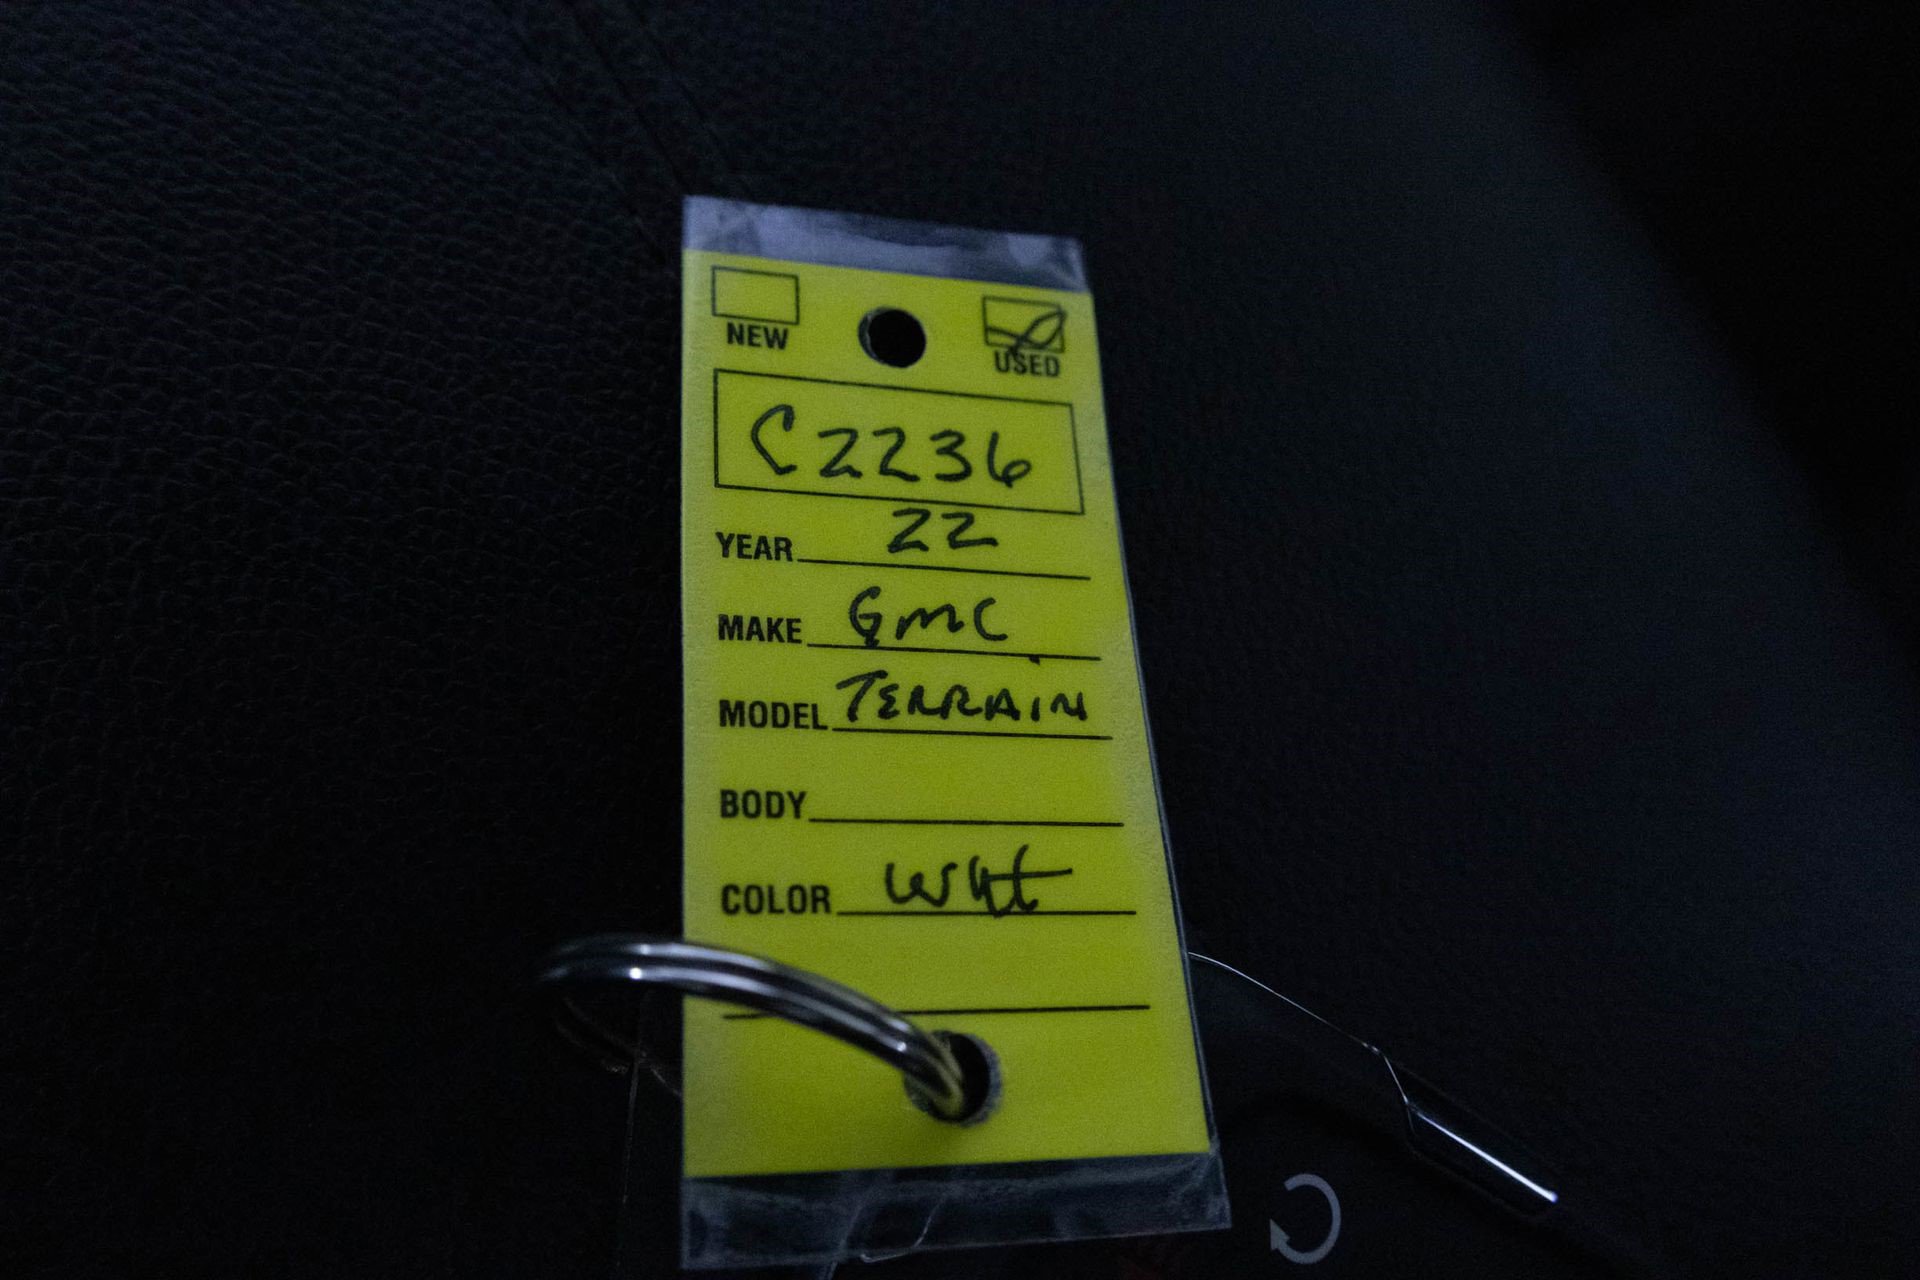 NEW USED
C2236
YEAR 22
MAKE GMC
MODEL TERRAIN
BODY
COLOR WHT